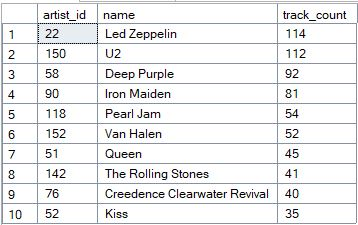 artist_id name track_count
1 22 Led Zeppelin 114
2 150 U2 112
3 58 Deep Purple 92
4 90 Iron Maiden 81
5 118 Pearl Jam 54
6 152 Van Halen 52
7 51 Queen 45
8 142 The Rolling Stones 41
9 76 Creedence Clearwater Revival 40
10 52 Kiss 35